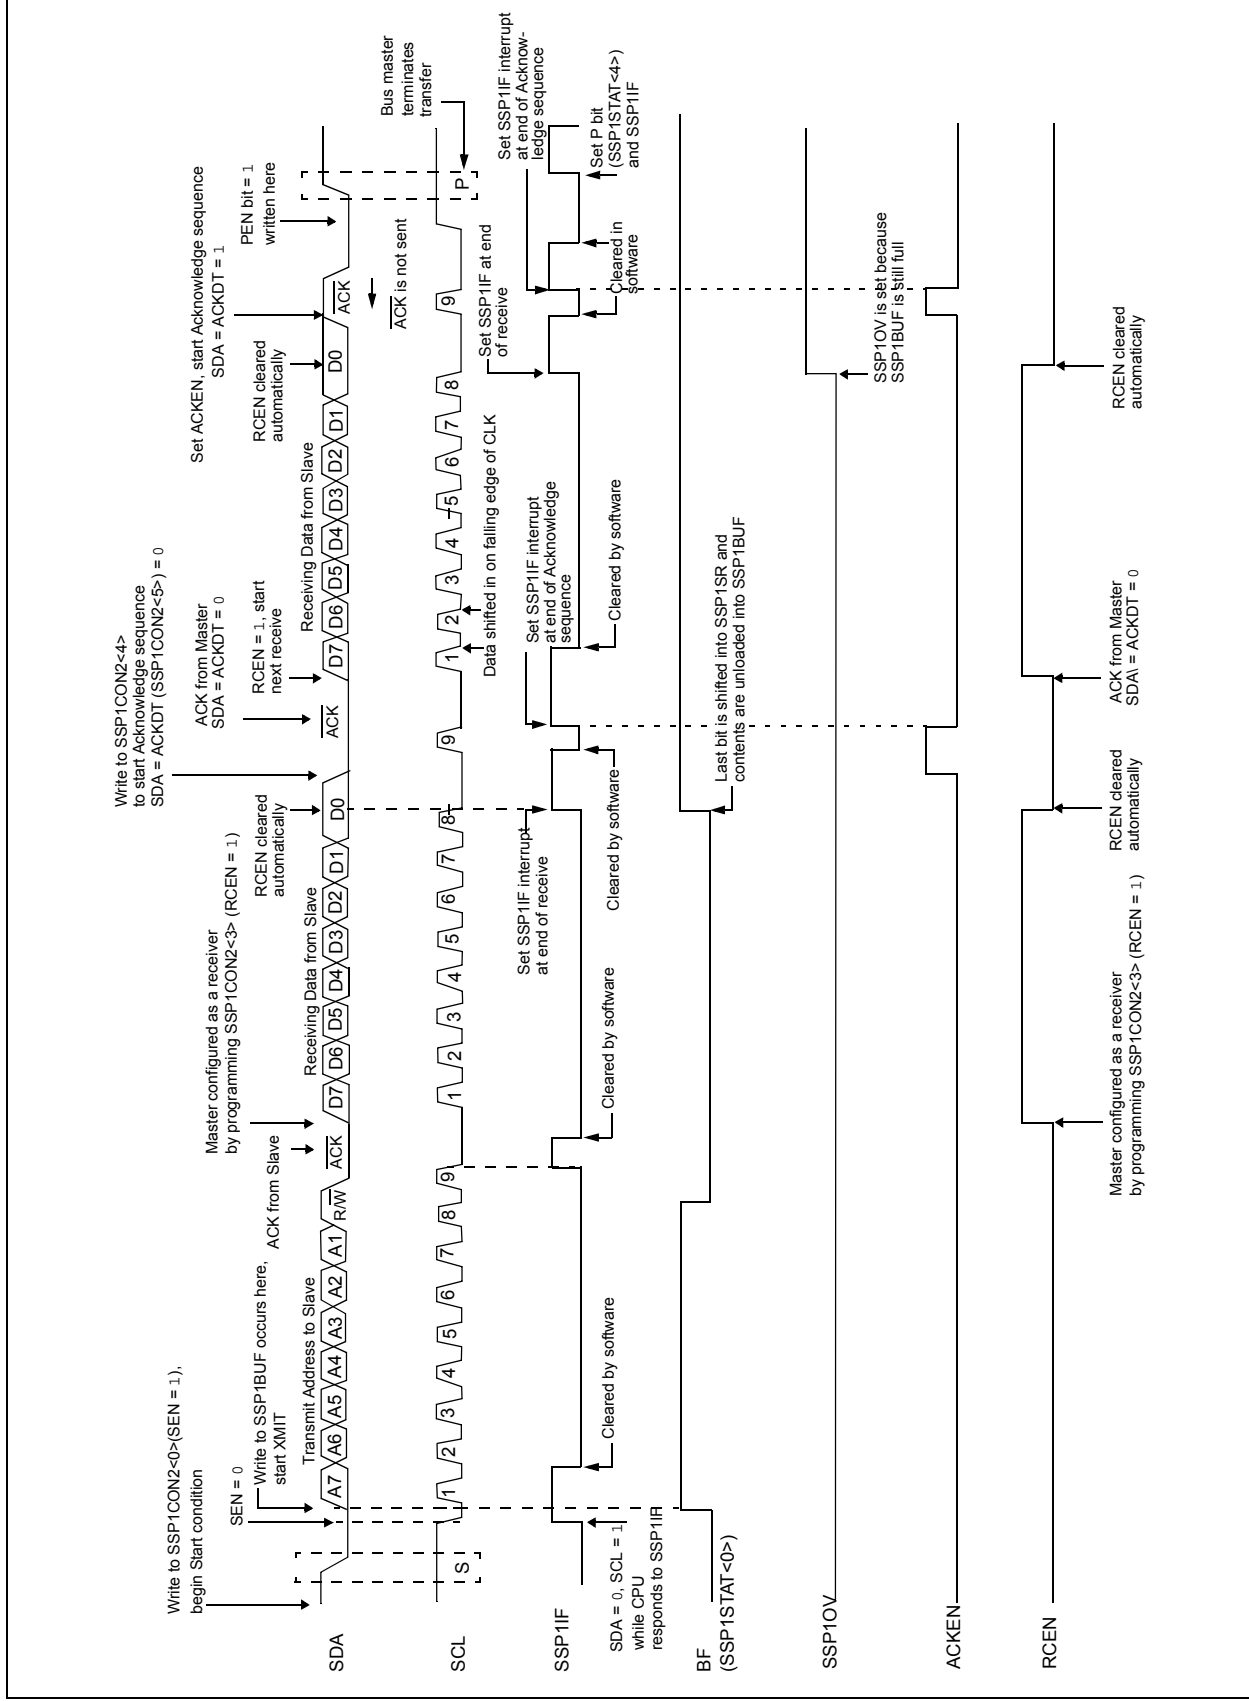 Write to SSP1CON2<0>(SEN = 1),
begin Start condition
SEN = 0
Write to SSP1BUF occurs here,
start XMIT
ACK from Slave
Master configured as a receiver
by programming SSP1CON2<3> (RCEN = 1)
RCEN cleared
automatically
Write to SSP1CON2<4>
to start Acknowledge sequence
SDA = ACKDT (SSP1CON2<5>) = 0
ACK from Master
SDA = ACKDT = 0
RCEN = 1, start
next receive
RCEN cleared
automatically
Set ACKEN, start Acknowledge sequence
SDA = ACKDT = 1
PEN bit = 1
written here
Transmit Address to Slave
Receiving Data from Slave
Receiving Data from Slave
SDA
A7 A6 A5 A4 A3 A2 A1 R/W ACK D7 D6 D5 D4 D3 D2 D1 D0 ACK D7 D6 D5 D4 D3 D2 D1 D0 ACK
ACK is not sent
Bus master
terminates
transfer
SCL
S 1 2 3 4 5 6 7 8 9 1 2 3 4 5 6 7 8 9 1 2 3 4 5 6 7 8 9 P
Data shifted in on falling edge of CLK
Set SSP1IF interrupt
at end of receive
Set SSP1IF interrupt
at end of Acknowledge
sequence
Set SSP1IF at end
of receive
Set SSP1IF interrupt
at end of Acknow-
ledge sequence
SSP1IF
SDA = 0, SCL = 1
while CPU
responds to SSP1IF
Cleared by software
Cleared by software
Cleared by software
Cleared by software
Cleared by software
Cleared in
software
Set P bit
(SSP1STAT<4>)
and SSP1IF
BF
(SSP1STAT<0>)
Last bit is shifted into SSP1SR and
contents are unloaded into SSP1BUF
SSP1OV
SSP1OV is set because
SSP1BUF is still full
ACKEN
RCEN
Master configured as a receiver
by programming SSP1CON2<3> (RCEN = 1)
RCEN cleared
automatically
ACK from Master
SDA\ = ACKDT = 0
RCEN cleared
automatically